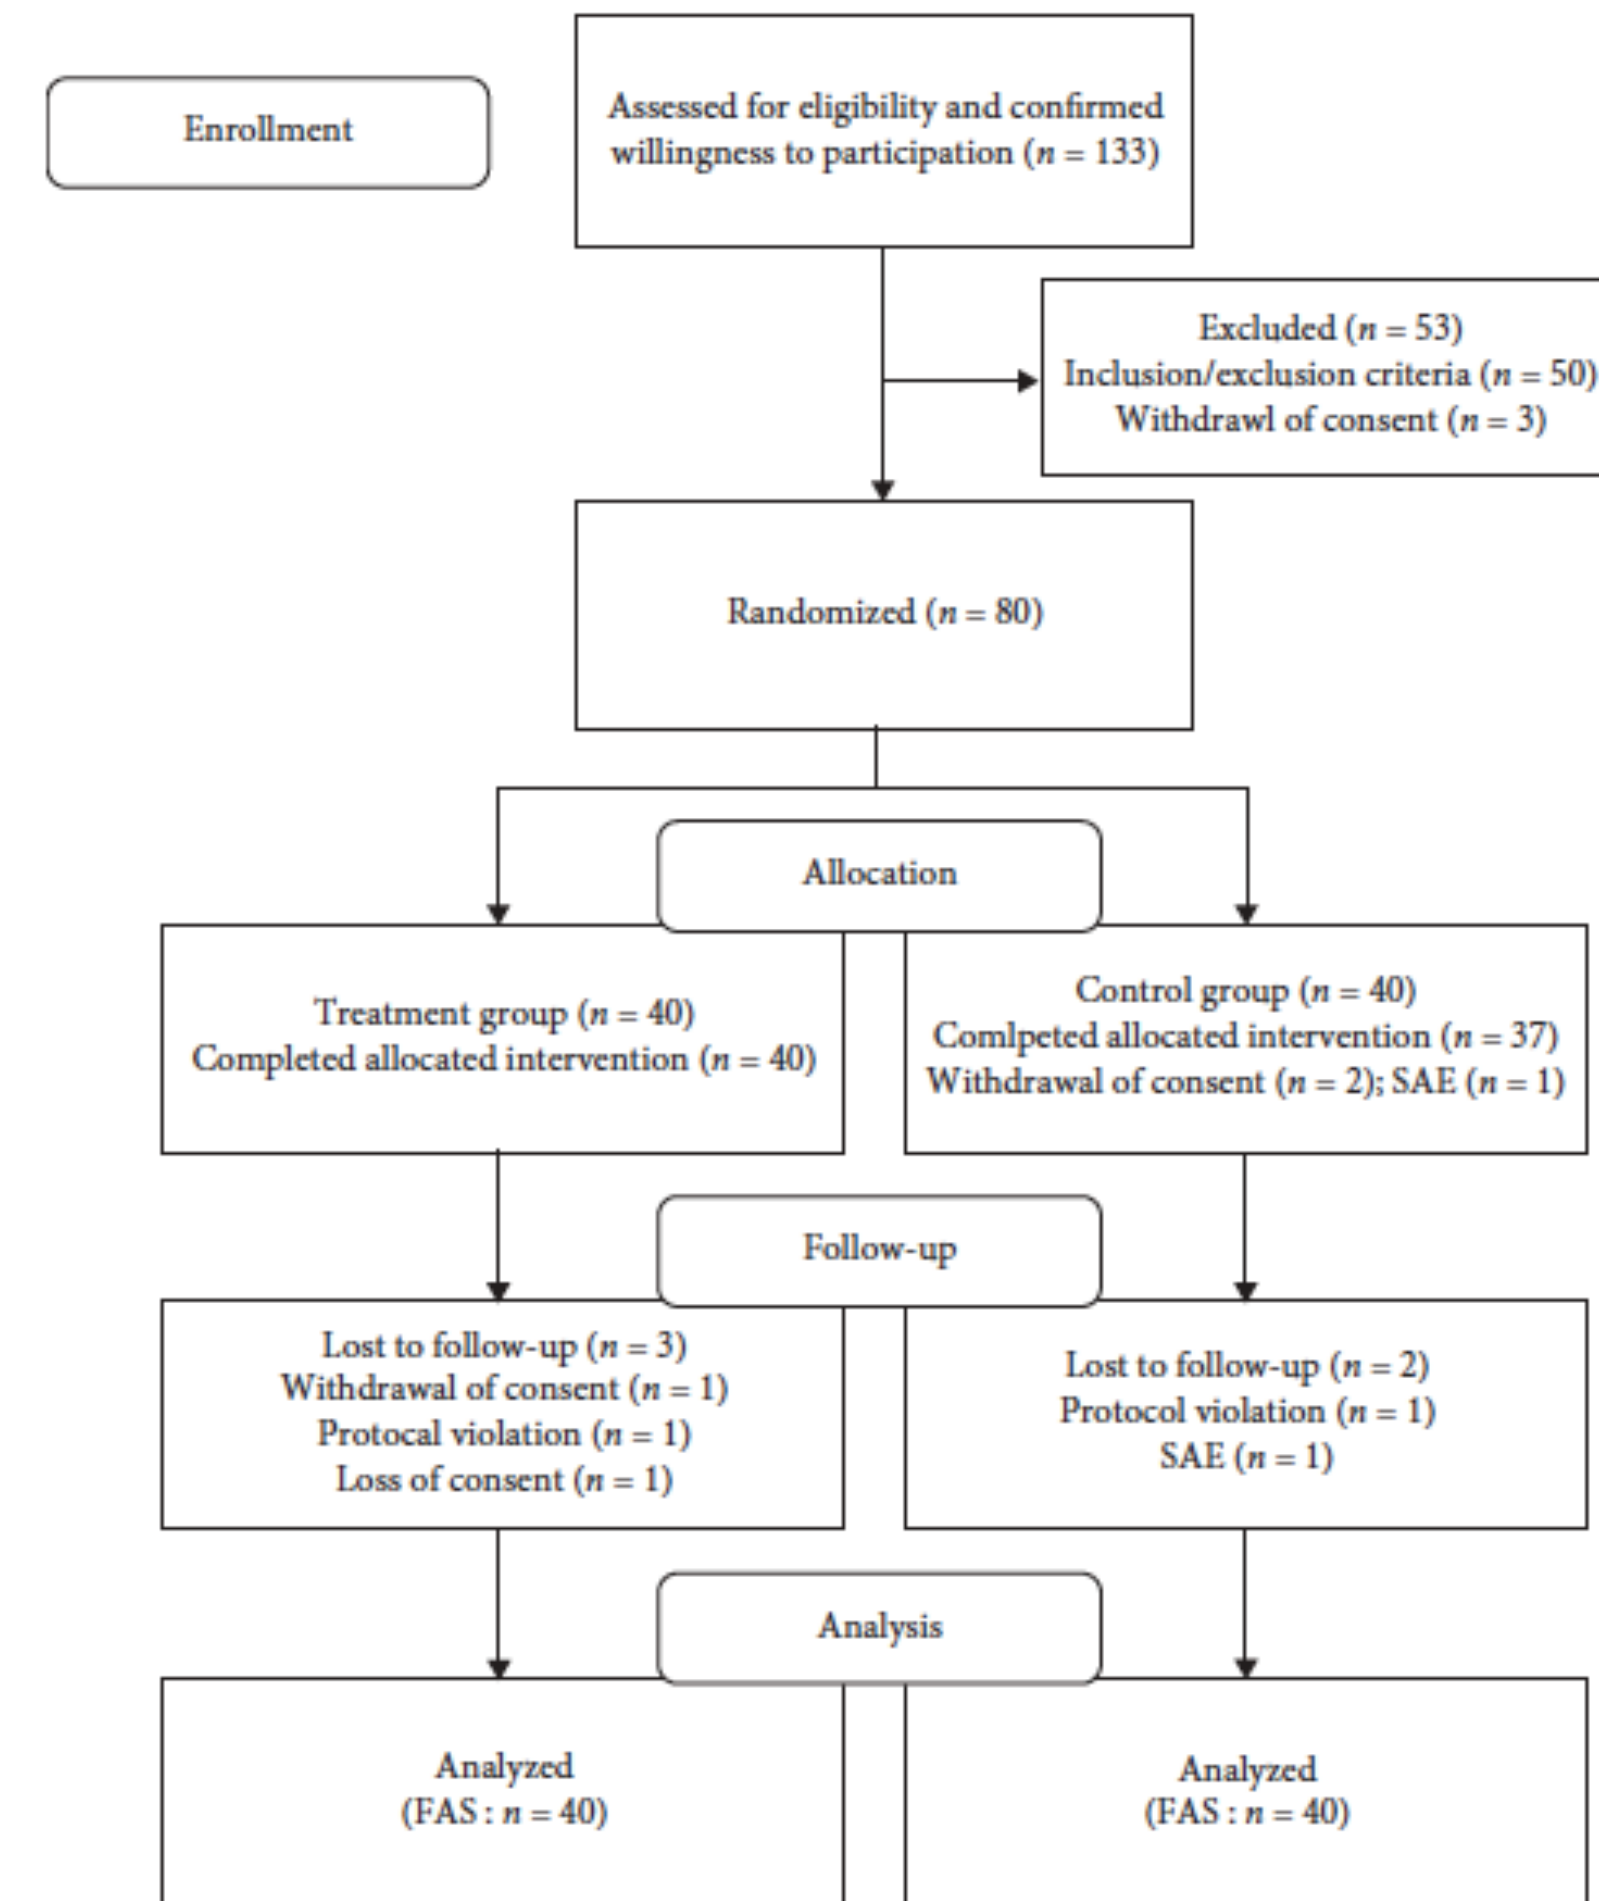 Enrollment
Assessed for eligibility and confirmed
willingness to participation (n = 133)
Excluded (n = 53)
Inclusion/exclusion criteria (n = 50)
Withdrawl of consent (n = 3)
Randomized (n = 80)
Allocation
Treatment group (n = 40)
Completed allocated intervention (n = 40)
Control group (n = 40)
Comlpeted allocated intervention (n = 37)
Withdrawal of consent (n = 2); SAE (n = 1)
Follow-up
Lost to follow-up (n = 3)
Withdrawal of consent (n = 1)
Protocal violation (n = 1)
Loss of consent (n = 1)
Lost to follow-up (n = 2)
Protocol violation (n = 1)
SAE (n = 1)
Analysis
Analyzed
(FAS : n = 40)
Analyzed
(FAS : n = 40)